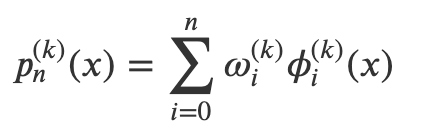 p_n^{(k)}(x) = \sum_{i=0}^{n} \omega_i^{(k)} \phi_i^{(k)}(x)